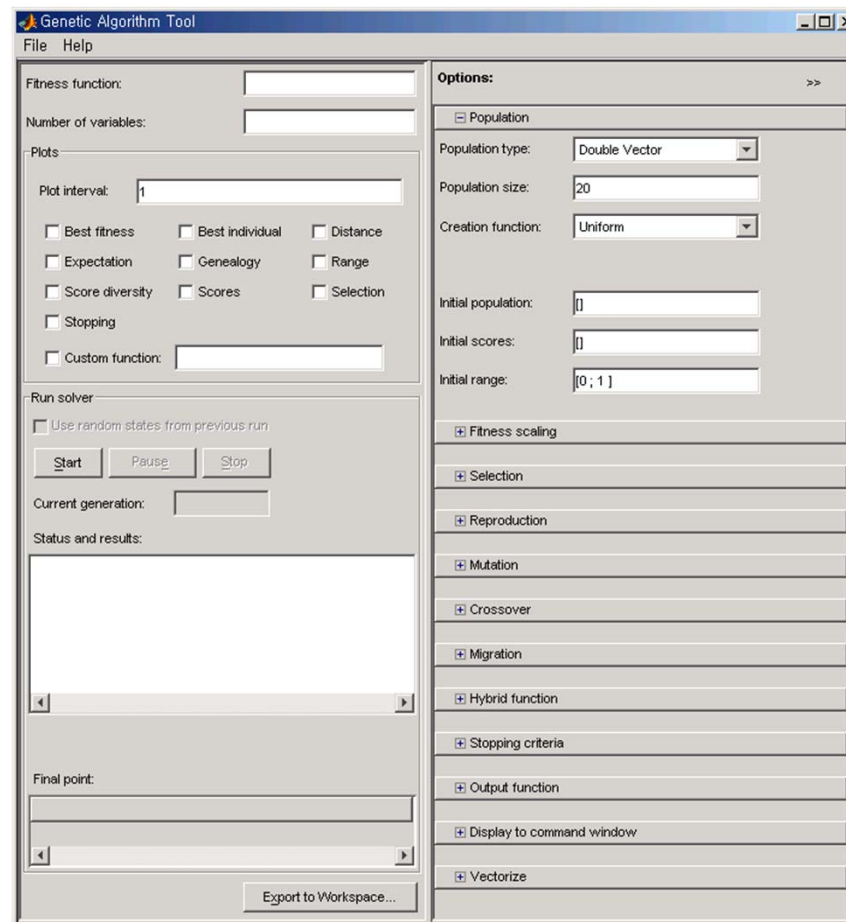 Genetic Algorithm Tool
File Help
Fitness function:
Number of variables:
Plots
Plot interval: 1
Best fitness Best individual Distance
Expectation Genealogy Range
Score diversity Scores Selection
Stopping
Custom function:
Run solver
Use random states from previous run
Start Pause Stop
Current generation:
Status and results:
Final point:
Export to Workspace...
Options: >>
Population
Population type: Double Vector
Population size: 20
Creation function: Uniform
Initial population: []
Initial scores: []
Initial range: [0 ; 1 ]
Fitness scaling
Selection
Reproduction
Mutation
Crossover
Migration
Hybrid function
Stopping criteria
Output function
Display to command window
Vectorize